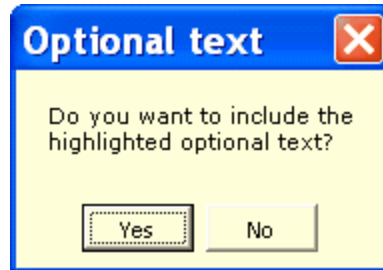 Optional text
Do you want to include the
highlighted optional text?
Yes
No